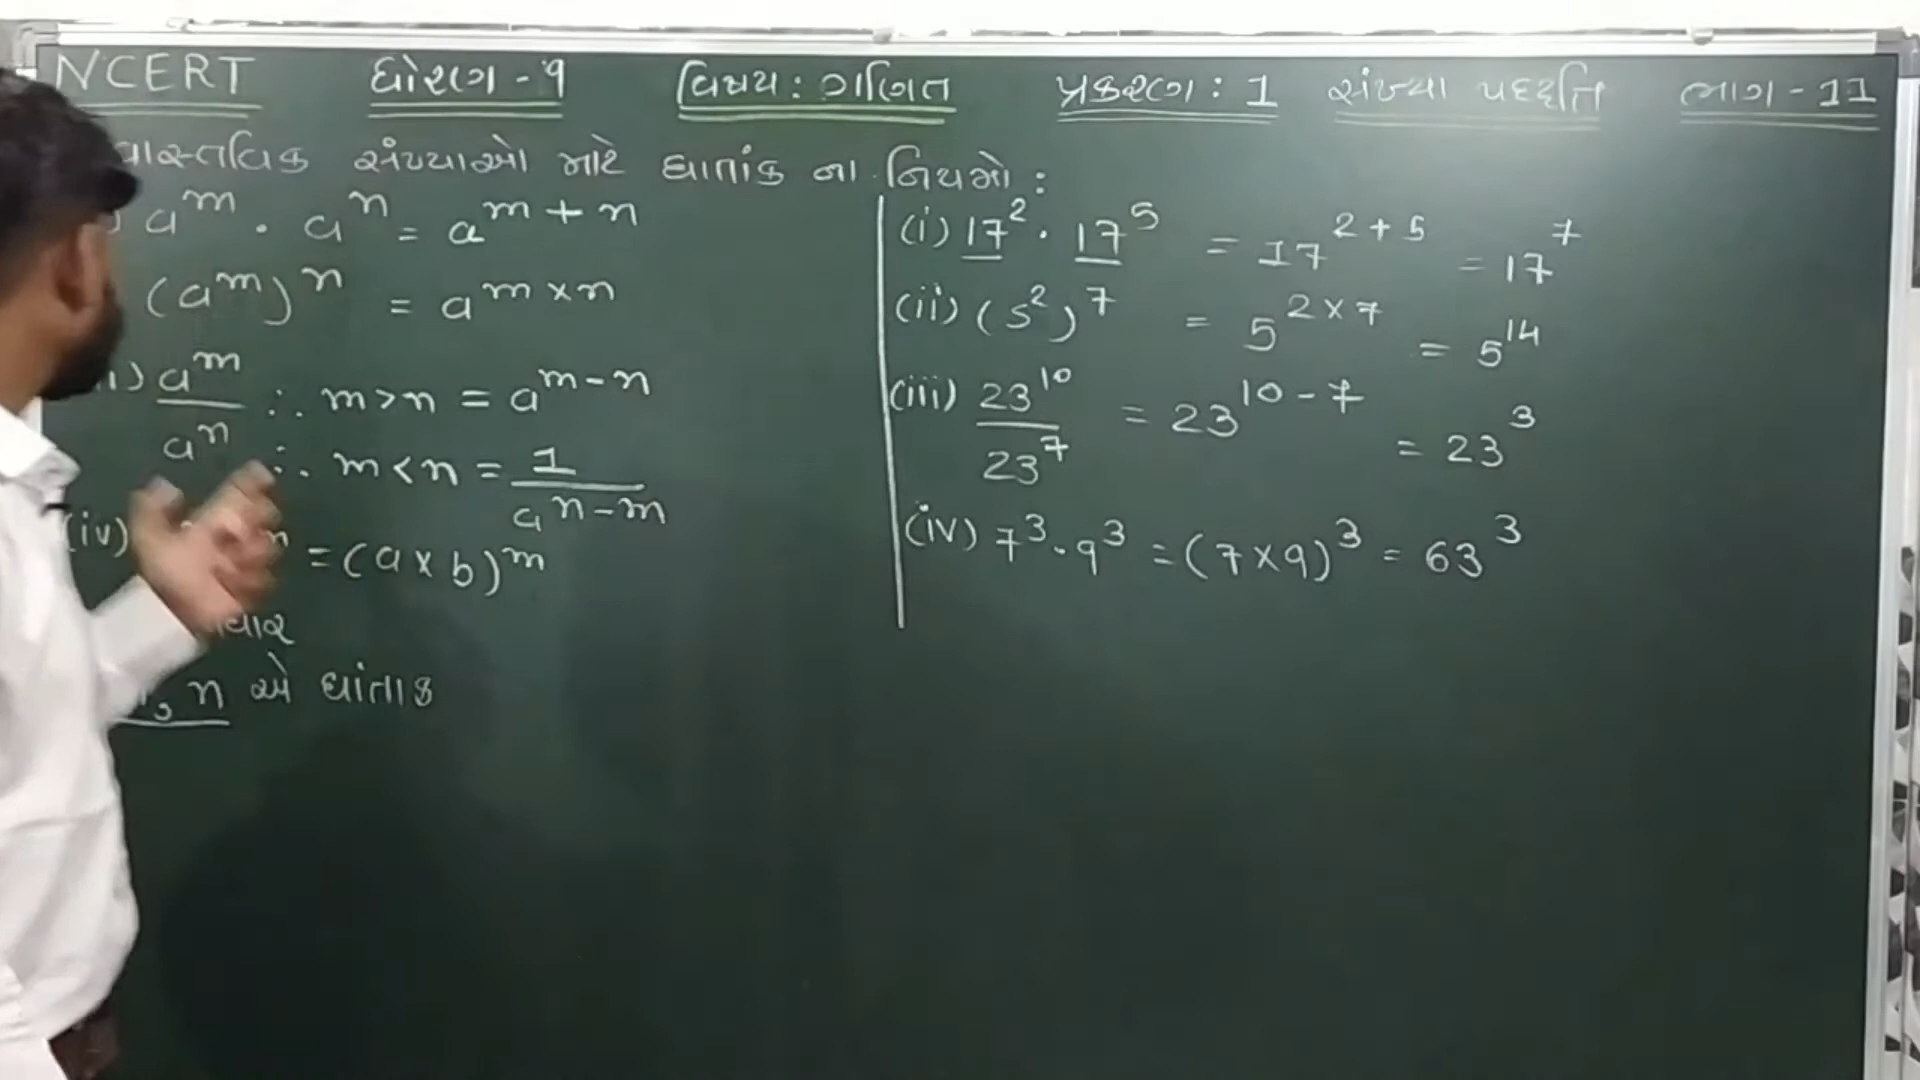 NCERT ધોરણ - ૧ વિષય : ગણિત પ્રકરણ : 1 સંખ્યા પદ્ધતિ ભાગ - 11
વાસ્તવિક સંખ્યાઓ માટે ઘાતાંક ના નિયમો :
a^m · a^n = a^(m + n)
(a^m)^n = a^(m × n)
a^m / a^n ∴ m > n = a^(m - n)
∴ m < n = 1 / a^(n - m)
(iv) = (a × b)^m
n એ ઘાંતાક
(i) 17^2 · 17^5 = 17^(2 + 5) = 17^7
(ii) (5^2)^7 = 5^(2 × 7) = 5^14
(iii) 23^10 / 23^7 = 23^(10 - 7) = 23^3
(iv) 7^3 · 9^3 = (7 × 9)^3 = 63^3